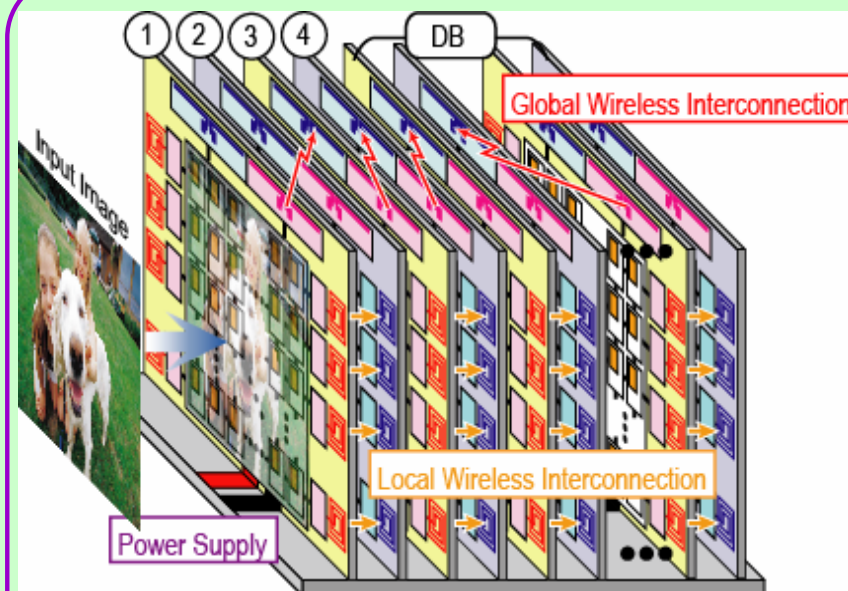 1 2 3 4 DB
Global Wireless Interconnection
Input Image
Local Wireless Interconnection
Power Supply